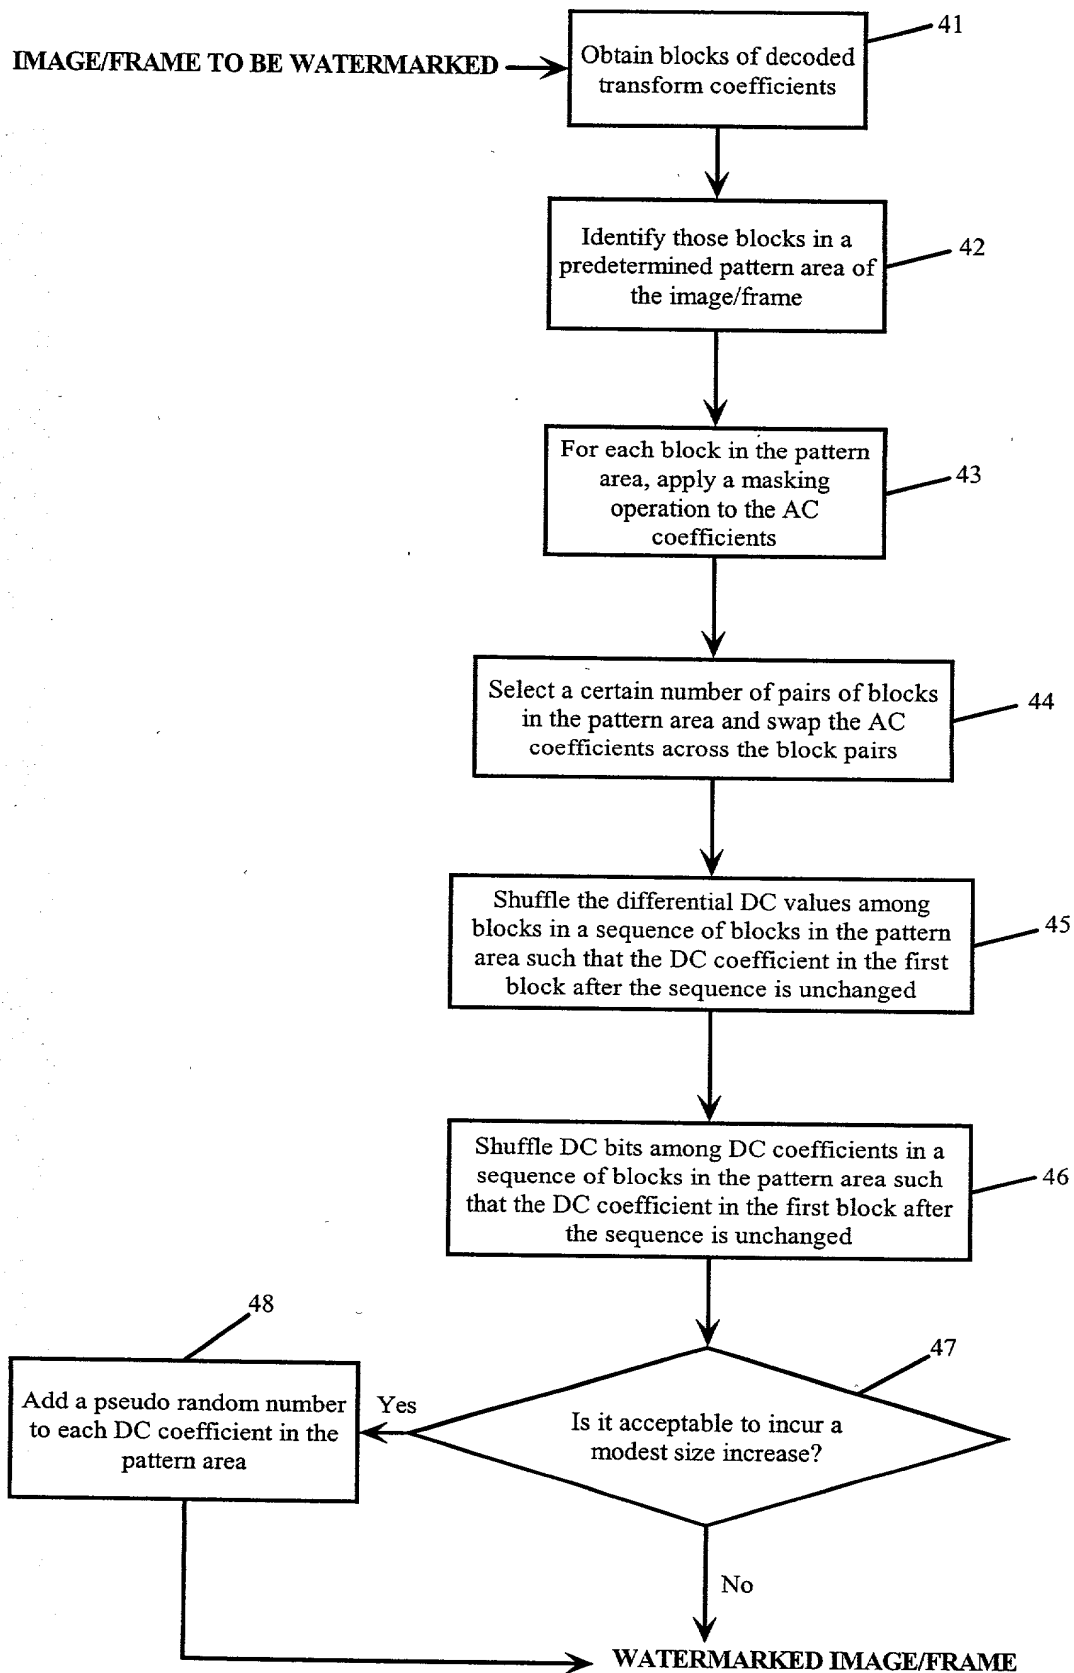 41
IMAGE/FRAME TO BE WATERMARKED
Obtain blocks of decoded
transform coefficients
Identify those blocks in a
predetermined pattern area of
the image/frame
42
For each block in the pattern
area, apply a masking
operation to the AC
coefficients
43
Select a certain number of pairs of blocks
in the pattern area and swap the AC
coefficients across the block pairs
44
Shuffle the differential DC values among
blocks in a sequence of blocks in the pattern
area such that the DC coefficient in the first
block after the sequence is unchanged
45
Shuffle DC bits among DC coefficients in a
sequence of blocks in the pattern area such
that the DC coefficient in the first block after
the sequence is unchanged
46
48
47
Add a pseudo random number
to each DC coefficient in the
pattern area
Yes
Is it acceptable to incur a
modest size increase?
No
WATERMARKED IMAGE/FRAME